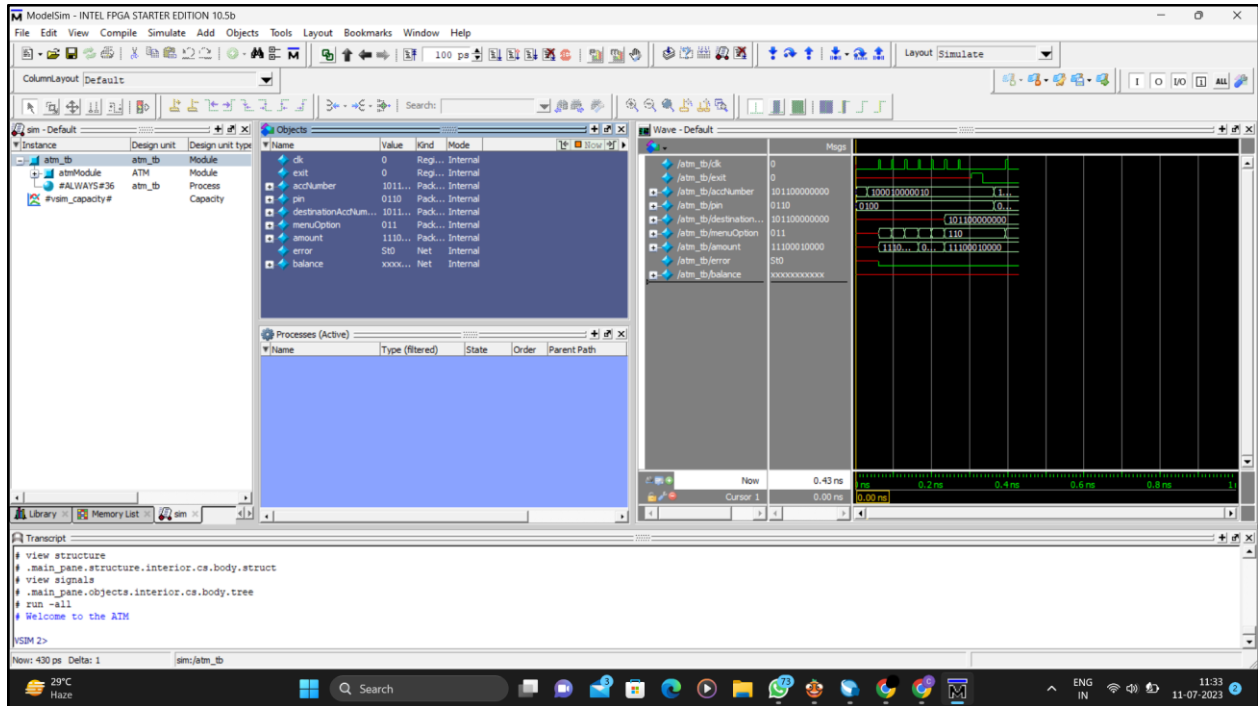 ModelSim - INTEL FPGA STARTER EDITION 10.5b
File Edit View Compile Simulate Add Objects Tools Layout Bookmarks Window Help
100 ps
Layout Simulate
ColumnLayout Default
I O I/O ALL
Search:
sim - Default
Instance Design unit Design unit type
atm_tb atm_tb Module
atmModule ATM Module
#ALWAYS#36 atm_tb Process
#vsim_capacity# Capacity
Library Memory List sim
Objects
Name Value Kind Mode Now
clk 0 Regi... Internal
exit 0 Regi... Internal
accNumber 1011... Pack... Internal
pin 0110 Pack... Internal
destinationAccNum... 1011... Pack... Internal
menuOption 011 Pack... Internal
amount 1110... Pack... Internal
error St0 Net Internal
balance xxxx... Net Internal
Processes (Active)
Name Type (filtered) State Order Parent Path
Wave - Default
Msgs
/atm_tb/clk 0
/atm_tb/exit 0
/atm_tb/accNumber 101100000000 100010000010 1...
/atm_tb/pin 0110 0100 0...
/atm_tb/destination... 101100000000 101100000000
/atm_tb/menuOption 011 110
/atm_tb/amount 11100010000 1110... 0... 11100010000
/atm_tb/error St0
/atm_tb/balance xxxxxxxxxxx
Now 0.43 ns 0.2 ns 0.4 ns 0.6 ns 0.8 ns
Cursor 1 0.00 ns 0.00 ns
Transcript
# view structure
# .main_pane.structure.interior.cs.body.struct
# view signals
# .main_pane.objects.interior.cs.body.tree
# run -all
# Welcome to the ATM
VSIM 2>
Now: 430 ps Delta: 1 sim:/atm_tb
29°C
Haze
Search
3
73
ENG
IN
11:33
11-07-2023
2